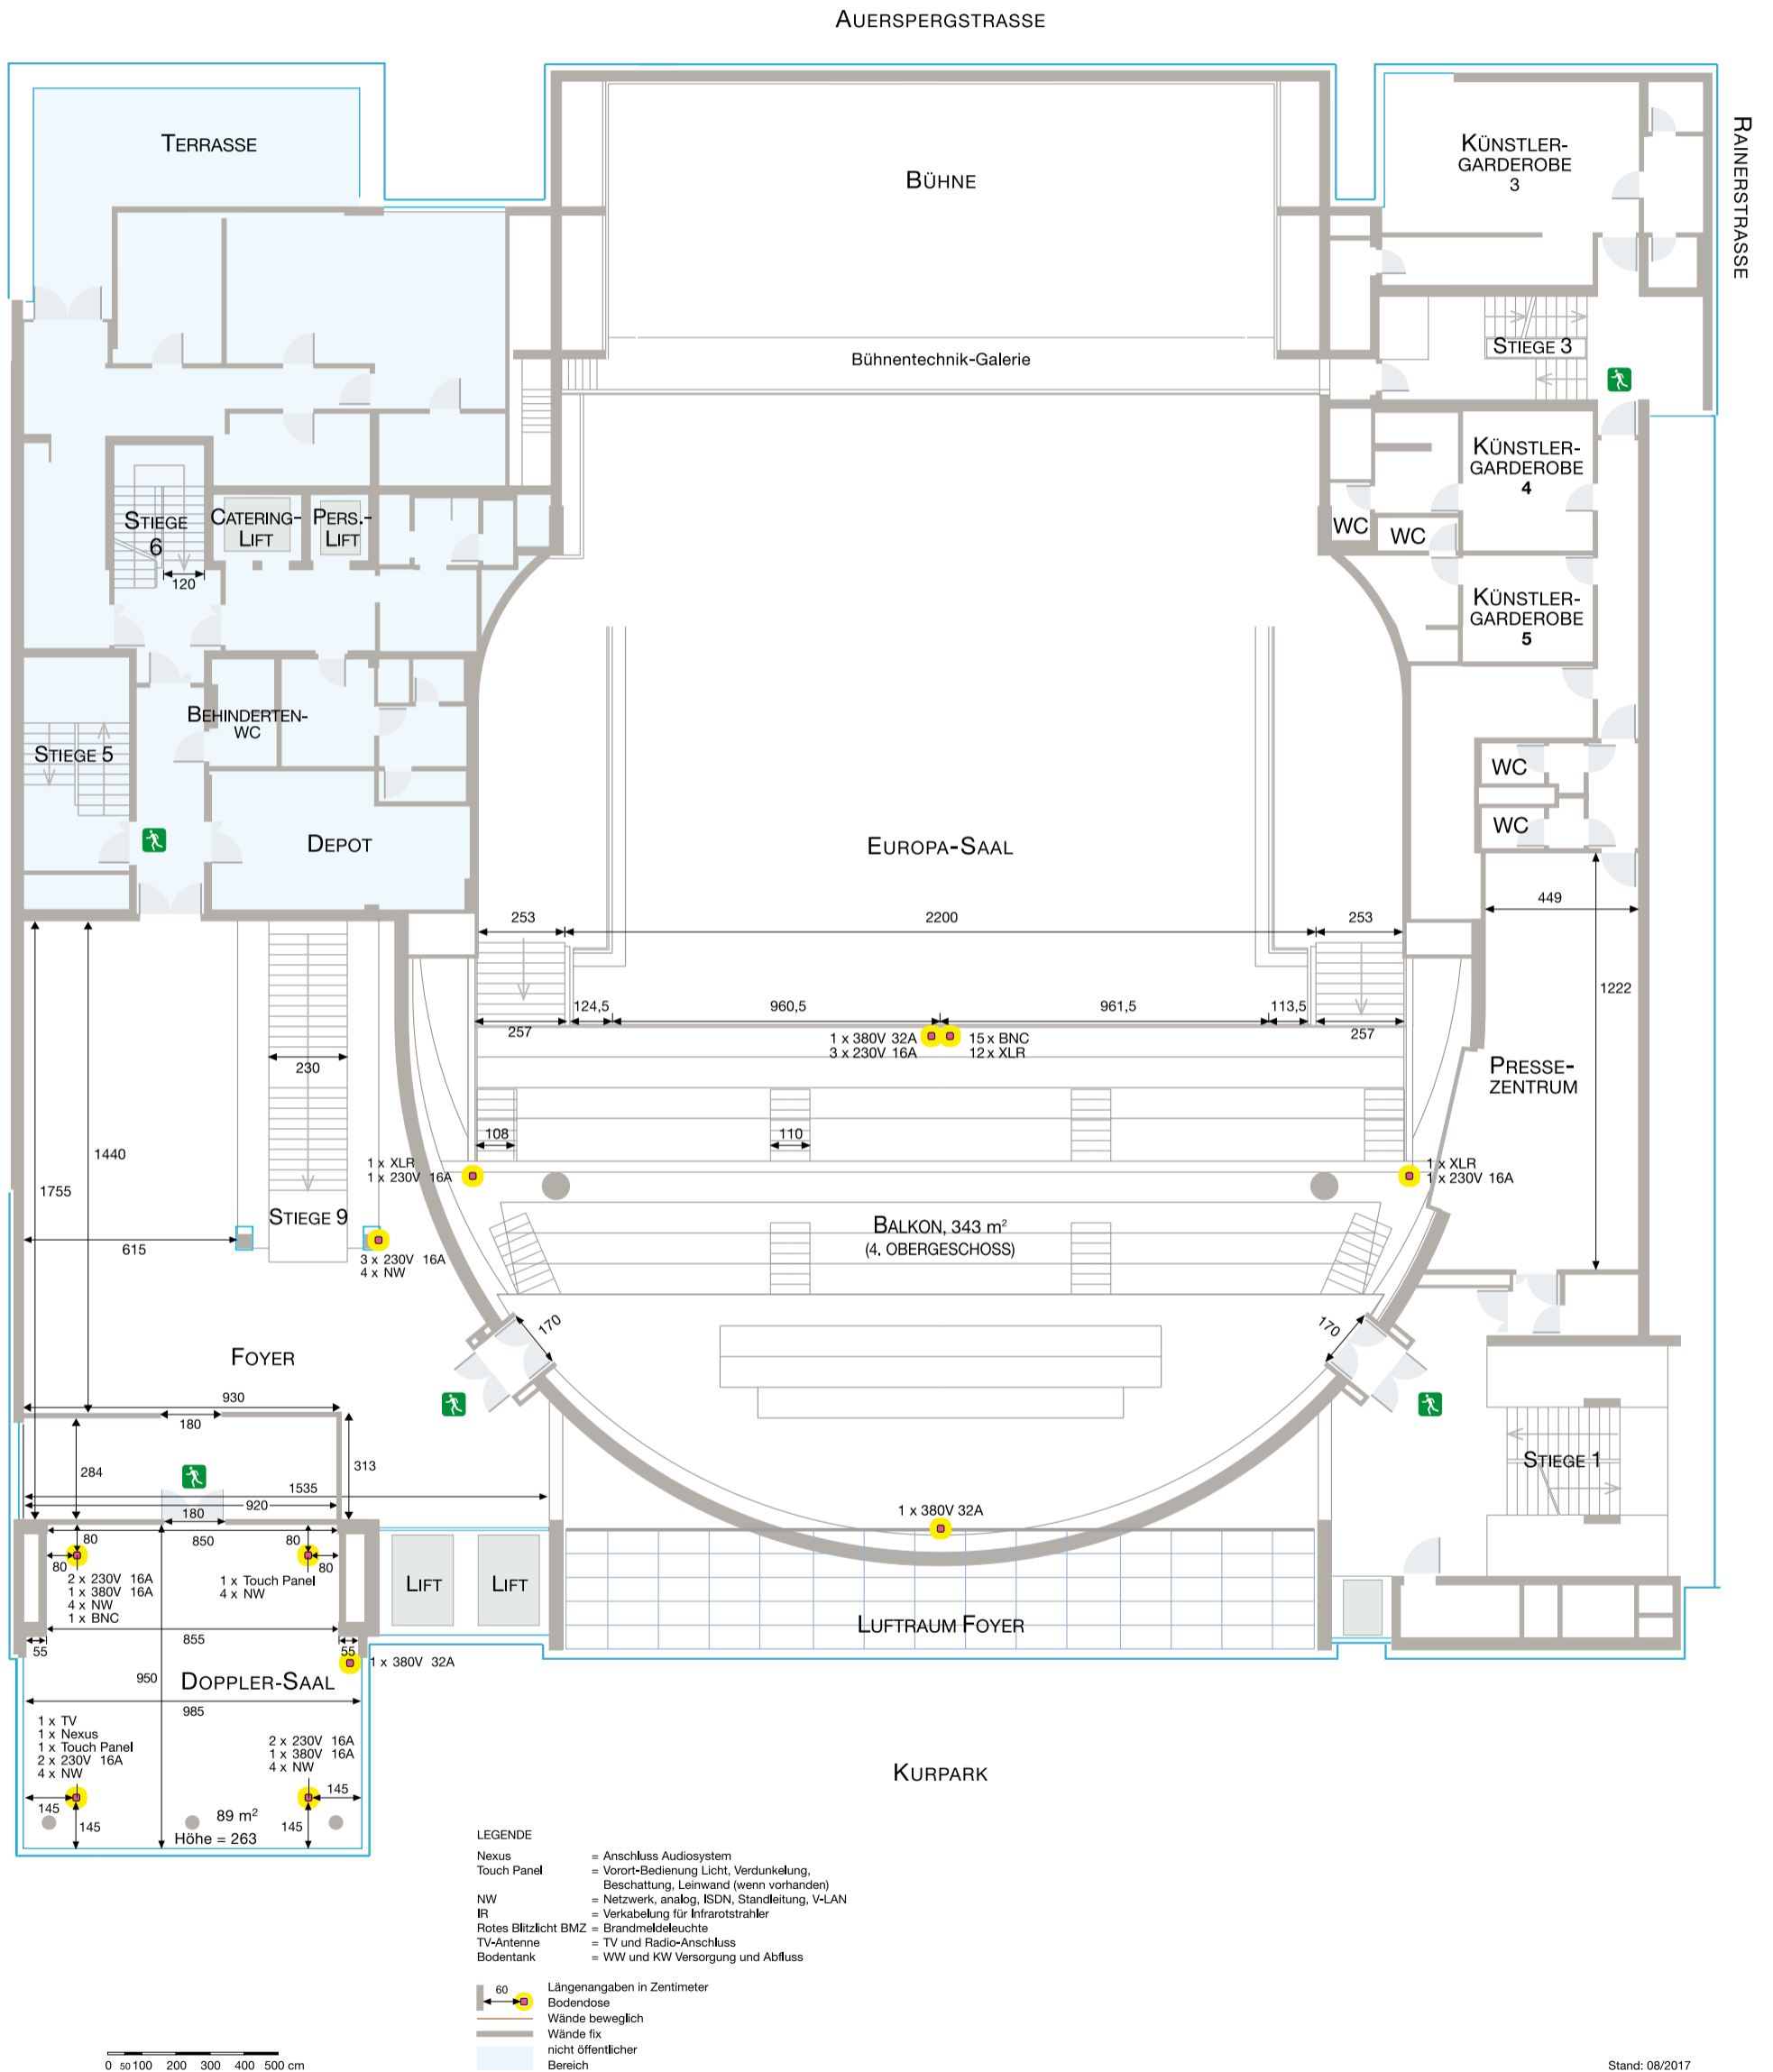 AUERSPERGSTRASSE
RAINERSTRASSE
TERRASSE
BÜHNE
KÜNSTLER-
GARDEROBE
3
Bühnentechnik-Galerie
STIEGE 3
KÜNSTLER-
GARDEROBE
4
STIEGE
6
CATERING-
LIFT
PERS.-
LIFT
WC
WC
120
KÜNSTLER-
GARDEROBE
5
BEHINDERTEN-
WC
STIEGE 5
WC
WC
DEPOT
EUROPA-SAAL
449
253
2200
253
1222
124,5
960,5
961,5
113,5
257
257
1 x 380V 32A
3 x 230V 16A
15 x BNC
12 x XLR
230
PRESSE-
ZENTRUM
108
110
1440
1755
1 x XLR
1 x 230V 16A
1 x XLR
1 x 230V 16A
STIEGE 9
BALKON, 343 m²
(4. OBERGESCHOSS)
615
3 x 230V 16A
4 x NW
170
170
FOYER
930
180
284
313
STIEGE 1
1535
920
180
1 x 380V 32A
80
850
80
80
80
2 x 230V 16A
1 x 380V 16A
4 x NW
1 x BNC
1 x Touch Panel
4 x NW
LIFT
LIFT
LUFTRAUM FOYER
855
55
55
1 x 380V 32A
950
DOPPLER-SAAL
985
1 x TV
1 x Nexus
1 x Touch Panel
2 x 230V 16A
4 x NW
2 x 230V 16A
1 x 380V 16A
4 x NW
KURPARK
145
145
145
145
89 m²
Höhe = 263
LEGENDE
Nexus = Anschluss Audiosystem
Touch Panel = Vorort-Bedienung Licht, Verdunkelung,
Beschattung, Leinwand (wenn vorhanden)
NW = Netzwerk, analog, ISDN, Standleitung, V-LAN
IR = Verkabelung für Infrarotstrahler
Rotes Blitzlicht BMZ = Brandmeldeleuchte
TV-Antenne = TV und Radio-Anschluss
Bodentank = WW und KW Versorgung und Abfluss
60 Längenangaben in Zentimeter
Bodendose
Wände beweglich
Wände fix
nicht öffentlicher
Bereich
0 50 100 200 300 400 500 cm
Stand: 08/2017